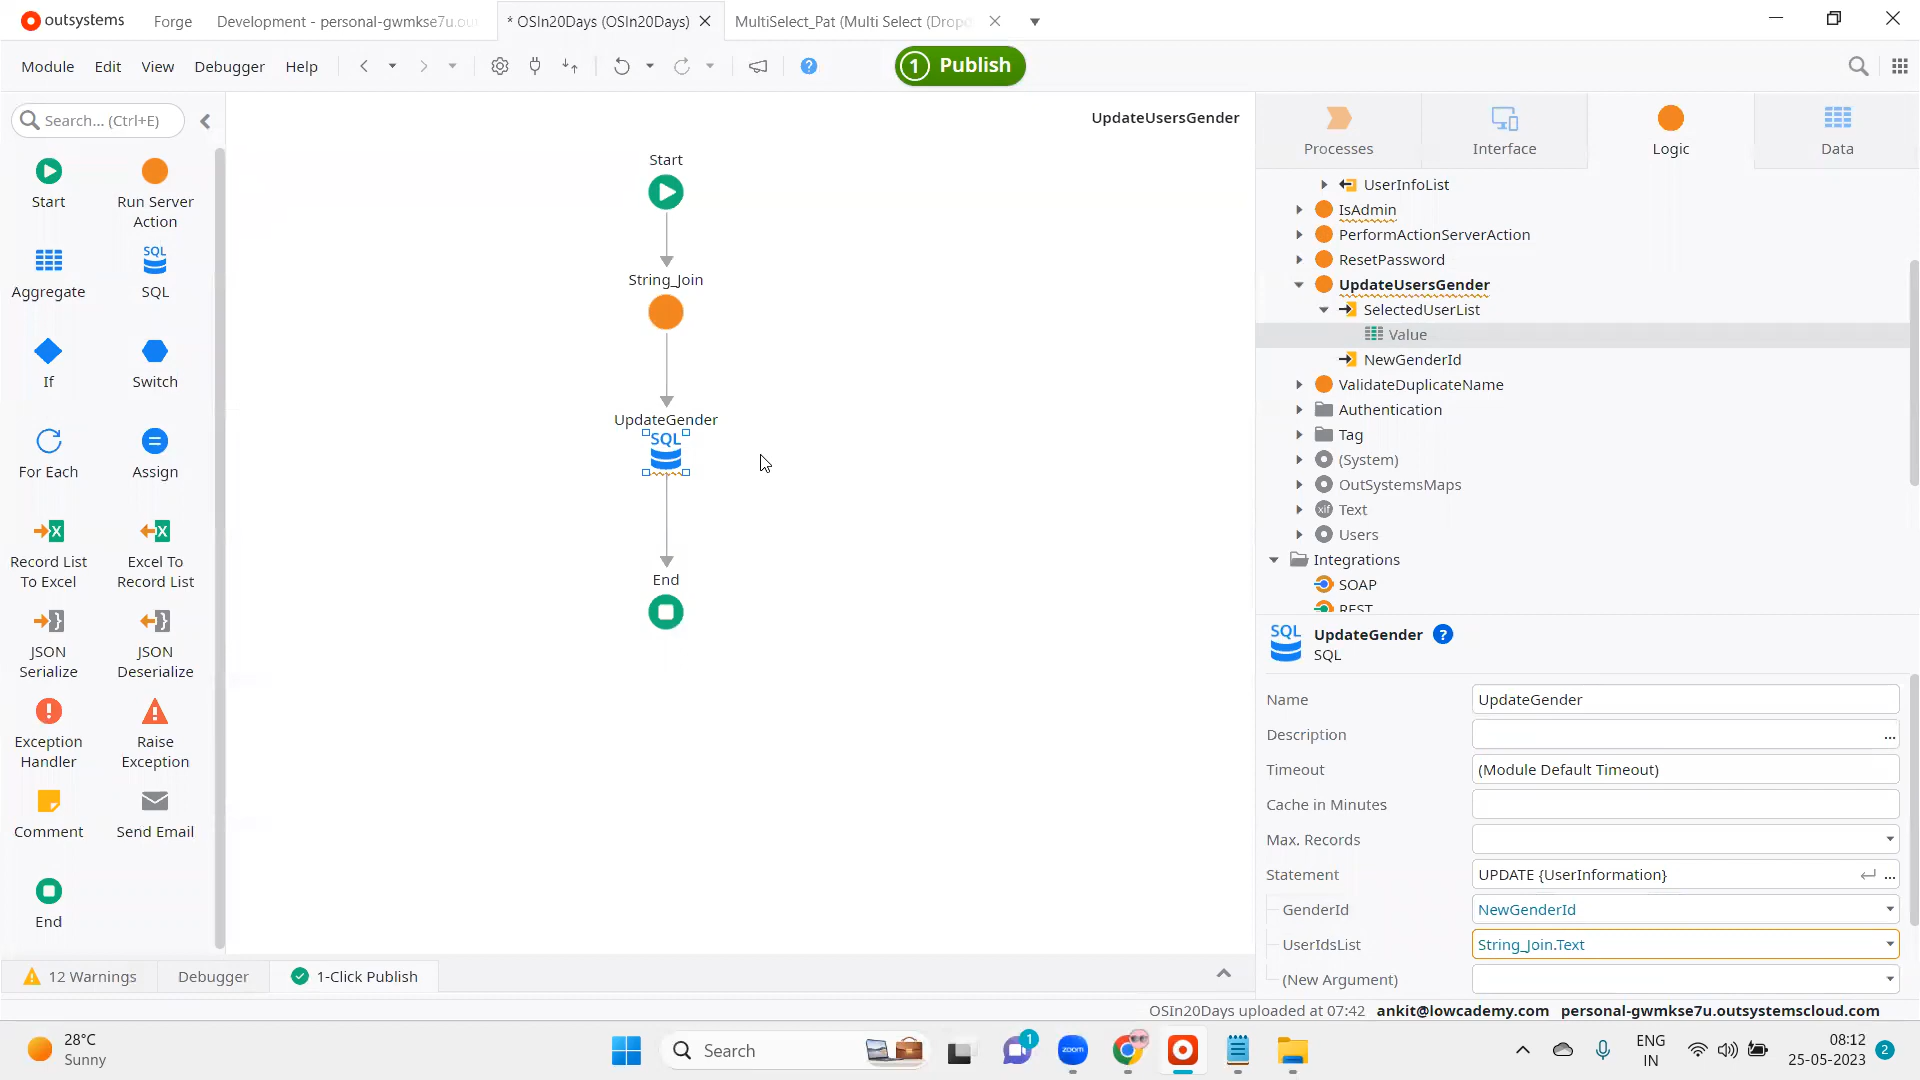 outsystems
Forge
Development - personal-gwmkse7u.ou
* OSIn20Days (OSIn20Days)
MultiSelect_Pat (Multi Select (Dropd
Module Edit View Debugger Help
1 Publish
Search... (Ctrl+E)
UpdateUsersGender
Start
Run Server Action
Aggregate
SQL
SQL
If
Switch
For Each
Assign
Record List To Excel
Excel To Record List
JSON Serialize
JSON Deserialize
Exception Handler
Raise Exception
Comment
Send Email
End
Start
String_Join
UpdateGender
SQL
End
Processes
Interface
Logic
Data
UserInfoList
IsAdmin
PerformActionServerAction
ResetPassword
UpdateUsersGender
SelectedUserList
Value
NewGenderId
ValidateDuplicateName
Authentication
Tag
(System)
OutSystemsMaps
xif Text
Users
Integrations
SOAP
REST
SQL
UpdateGender ?
SQL
Name UpdateGender
Description ...
Timeout (Module Default Timeout)
Cache in Minutes
Max. Records
Statement UPDATE {UserInformation} ...
GenderId NewGenderId
UserIdsList String_Join.Text
(New Argument)
12 Warnings
Debugger
1-Click Publish
OSIn20Days uploaded at 07:42 ankit@lowcademy.com personal-gwmkse7u.outsystemscloud.com
28°C
Sunny
Search
1
zoom
ENG
IN
08:12
25-05-2023
2